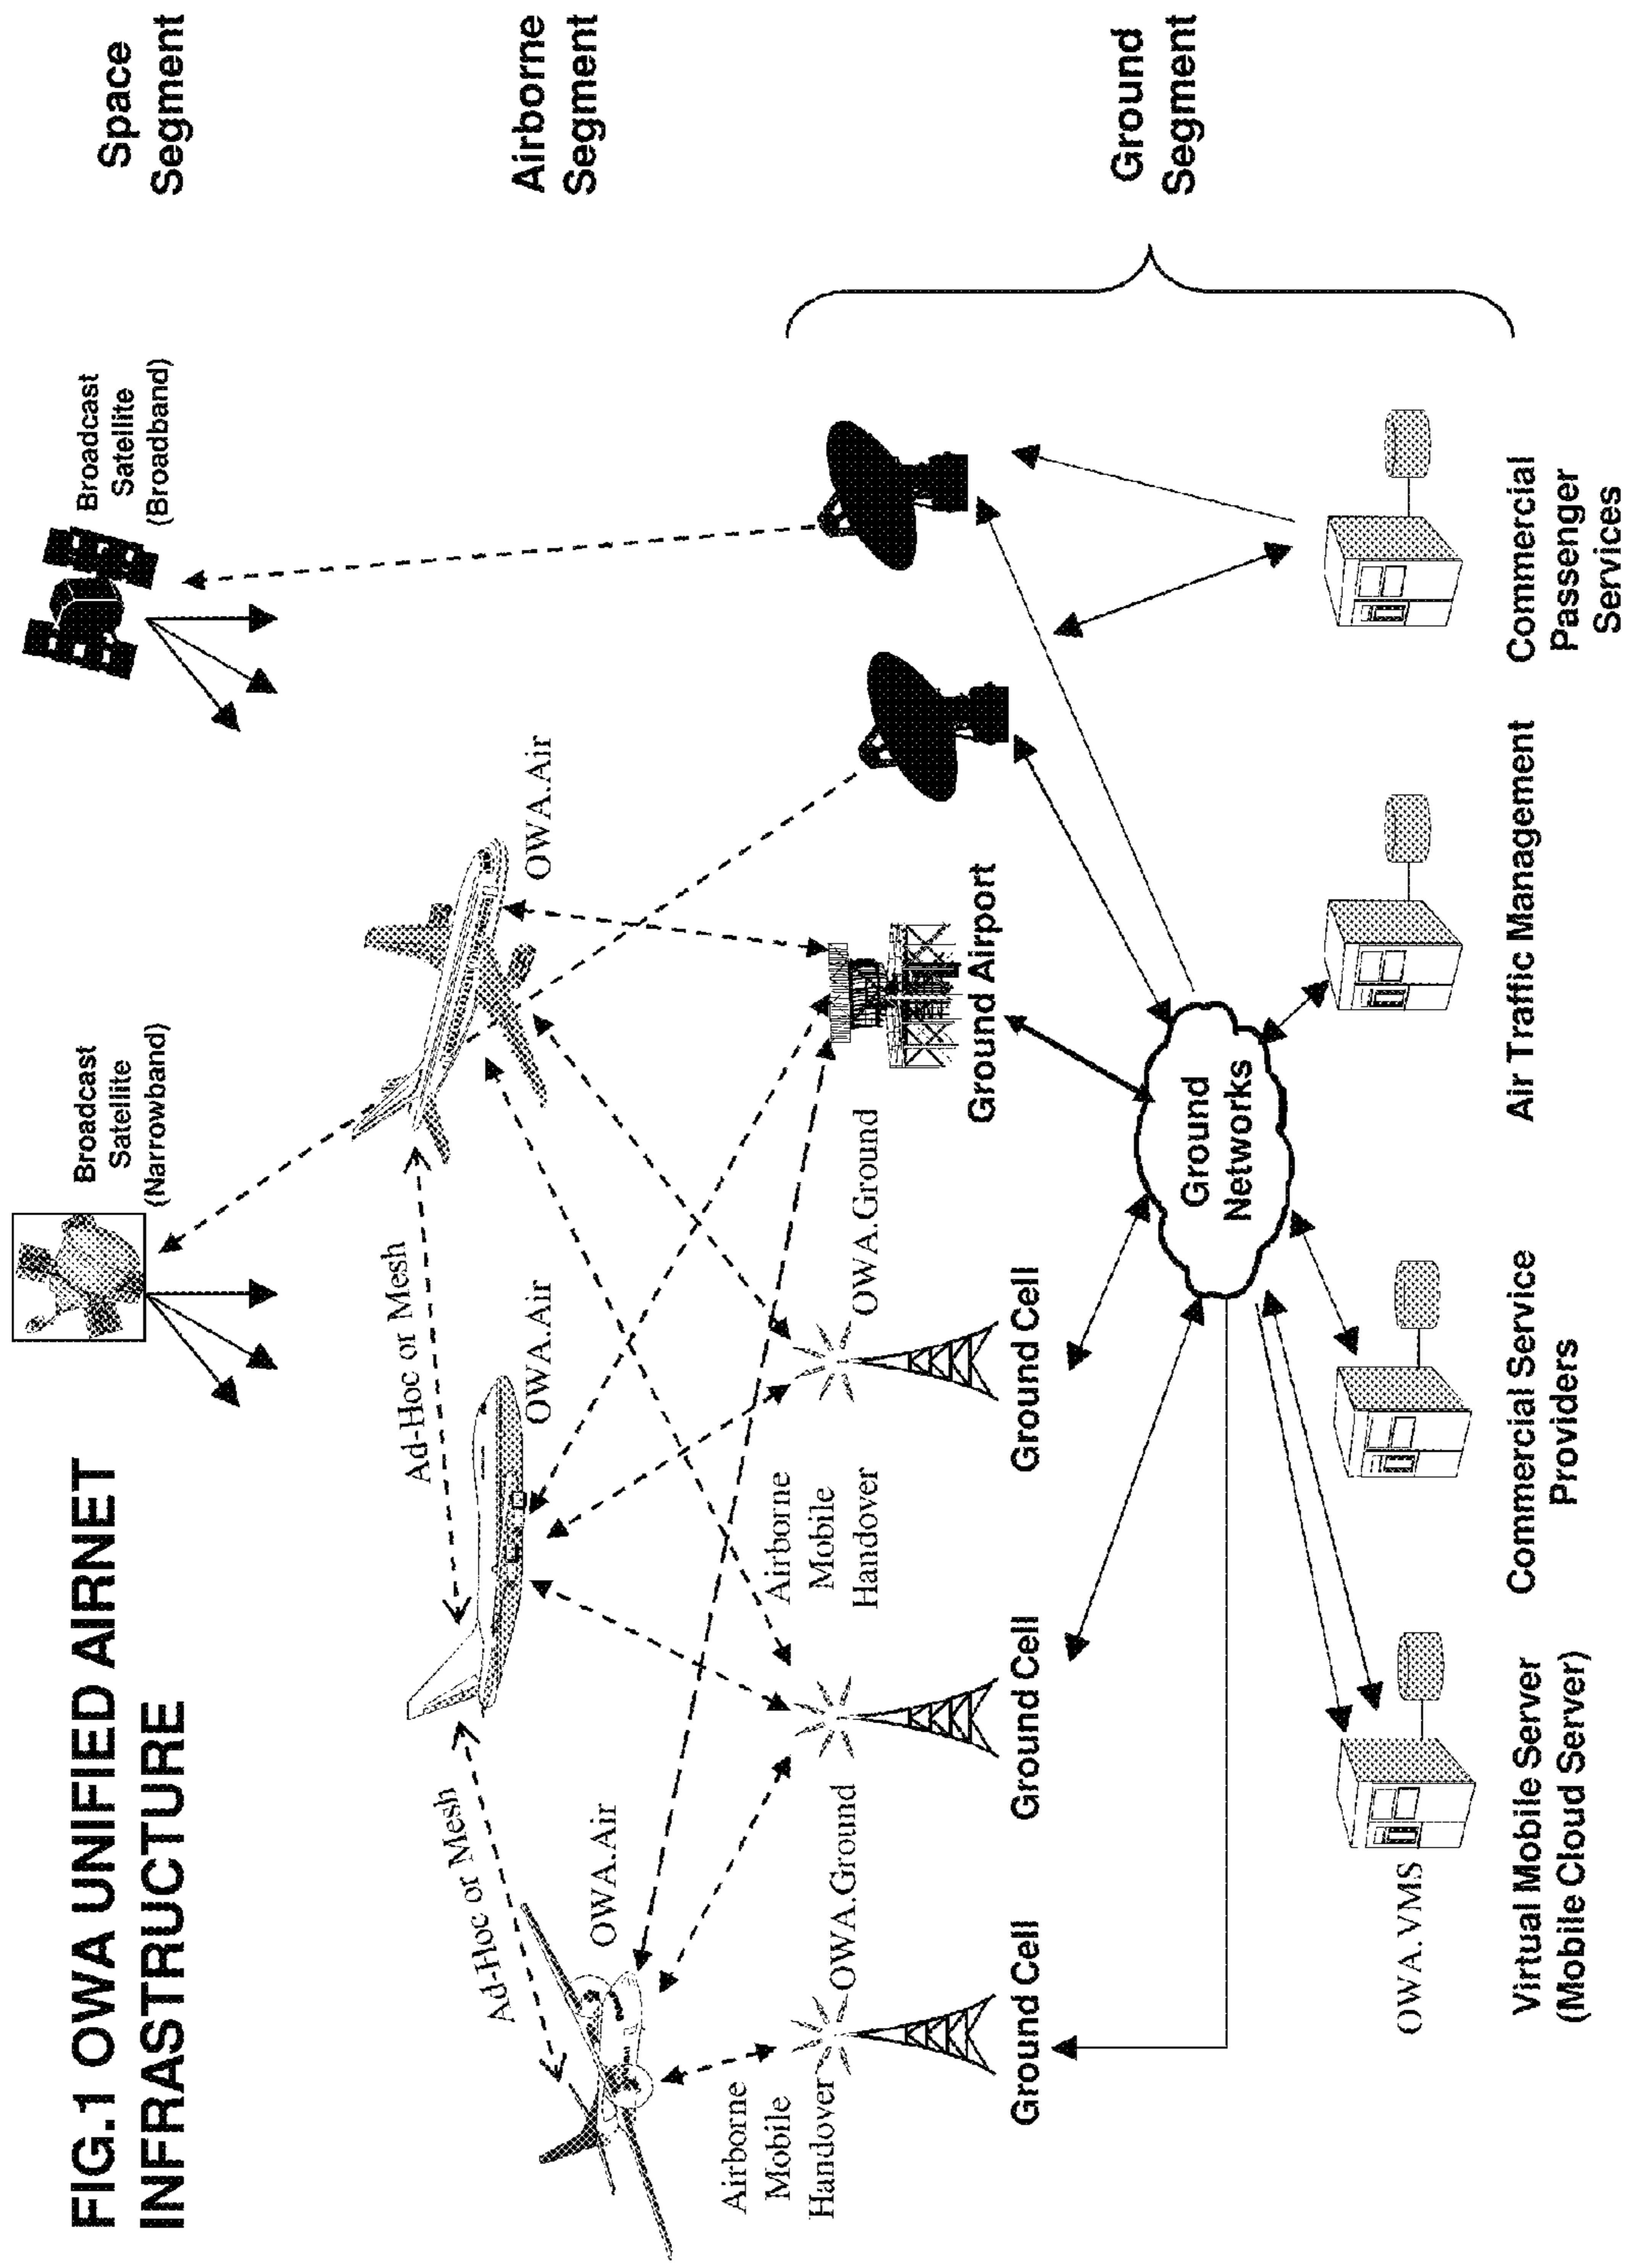 FIG.1 OWA UNIFIED AIRNET
INFRASTRUCTURE
Broadcast
Satellite
(Narrowband)
Broadcast
Satellite
(Broadband)
Space
Segment
Ad-Hoc or Mesh
Ad-Hoc or Mesh
OWA.Air
OWA.Air
OWA.Air
Airborne
Segment
Airborne
Mobile
Handover
OWA.Ground
Airborne
Mobile
Handover
OWA.Ground
Ground Cell
Ground Cell
Ground Cell
Ground Airport
Ground
Segment
Ground
Networks
OWA.VMS
Virtual Mobile Server
(Mobile Cloud Server)
Commercial Service
Providers
Air Traffic Management
Commercial
Passenger
Services